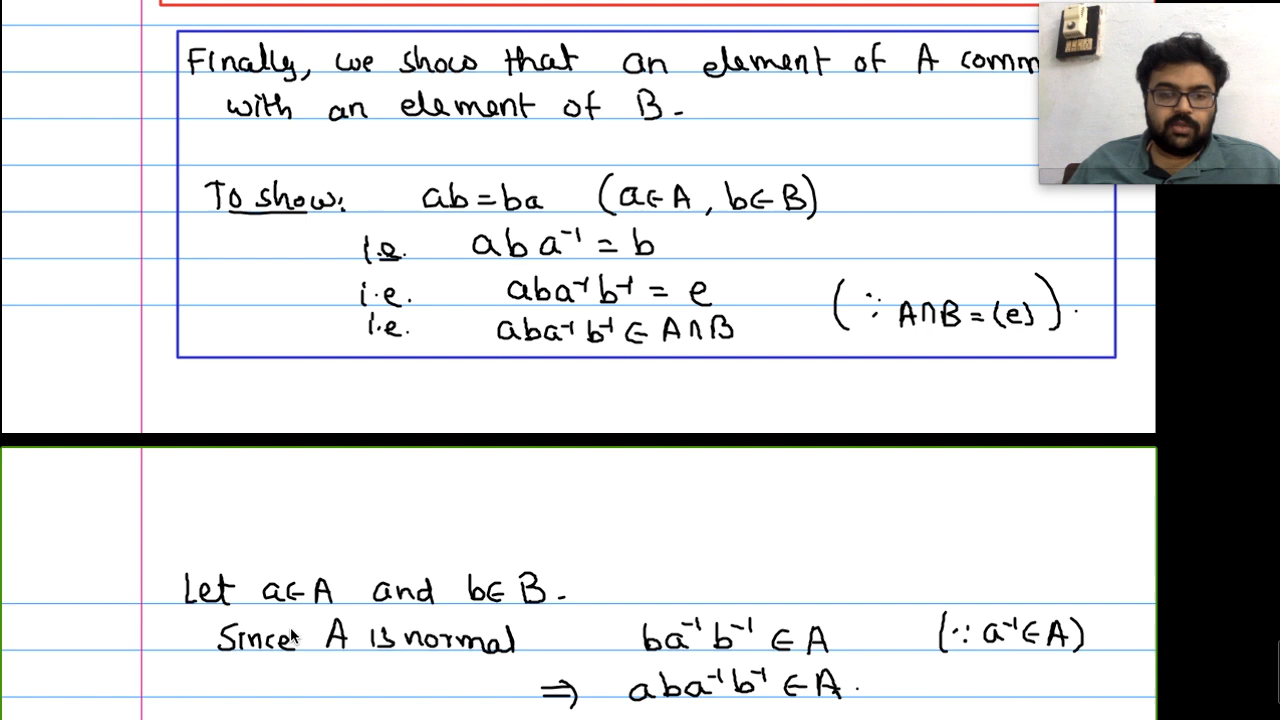 Finally, we show that an element of A comm
with an element of B.
To show: ab = ba (a∈A, b∈B)
i.e. aba⁻¹ = b
i.e. aba⁻¹b⁻¹ = e (∵ A∩B = {e}).
i.e. aba⁻¹b⁻¹ ∈ A∩B
Let a∈A and b∈B.
Since A is normal ba⁻¹b⁻¹ ∈ A (∵ a⁻¹∈A)
⇒ aba⁻¹b⁻¹ ∈ A.